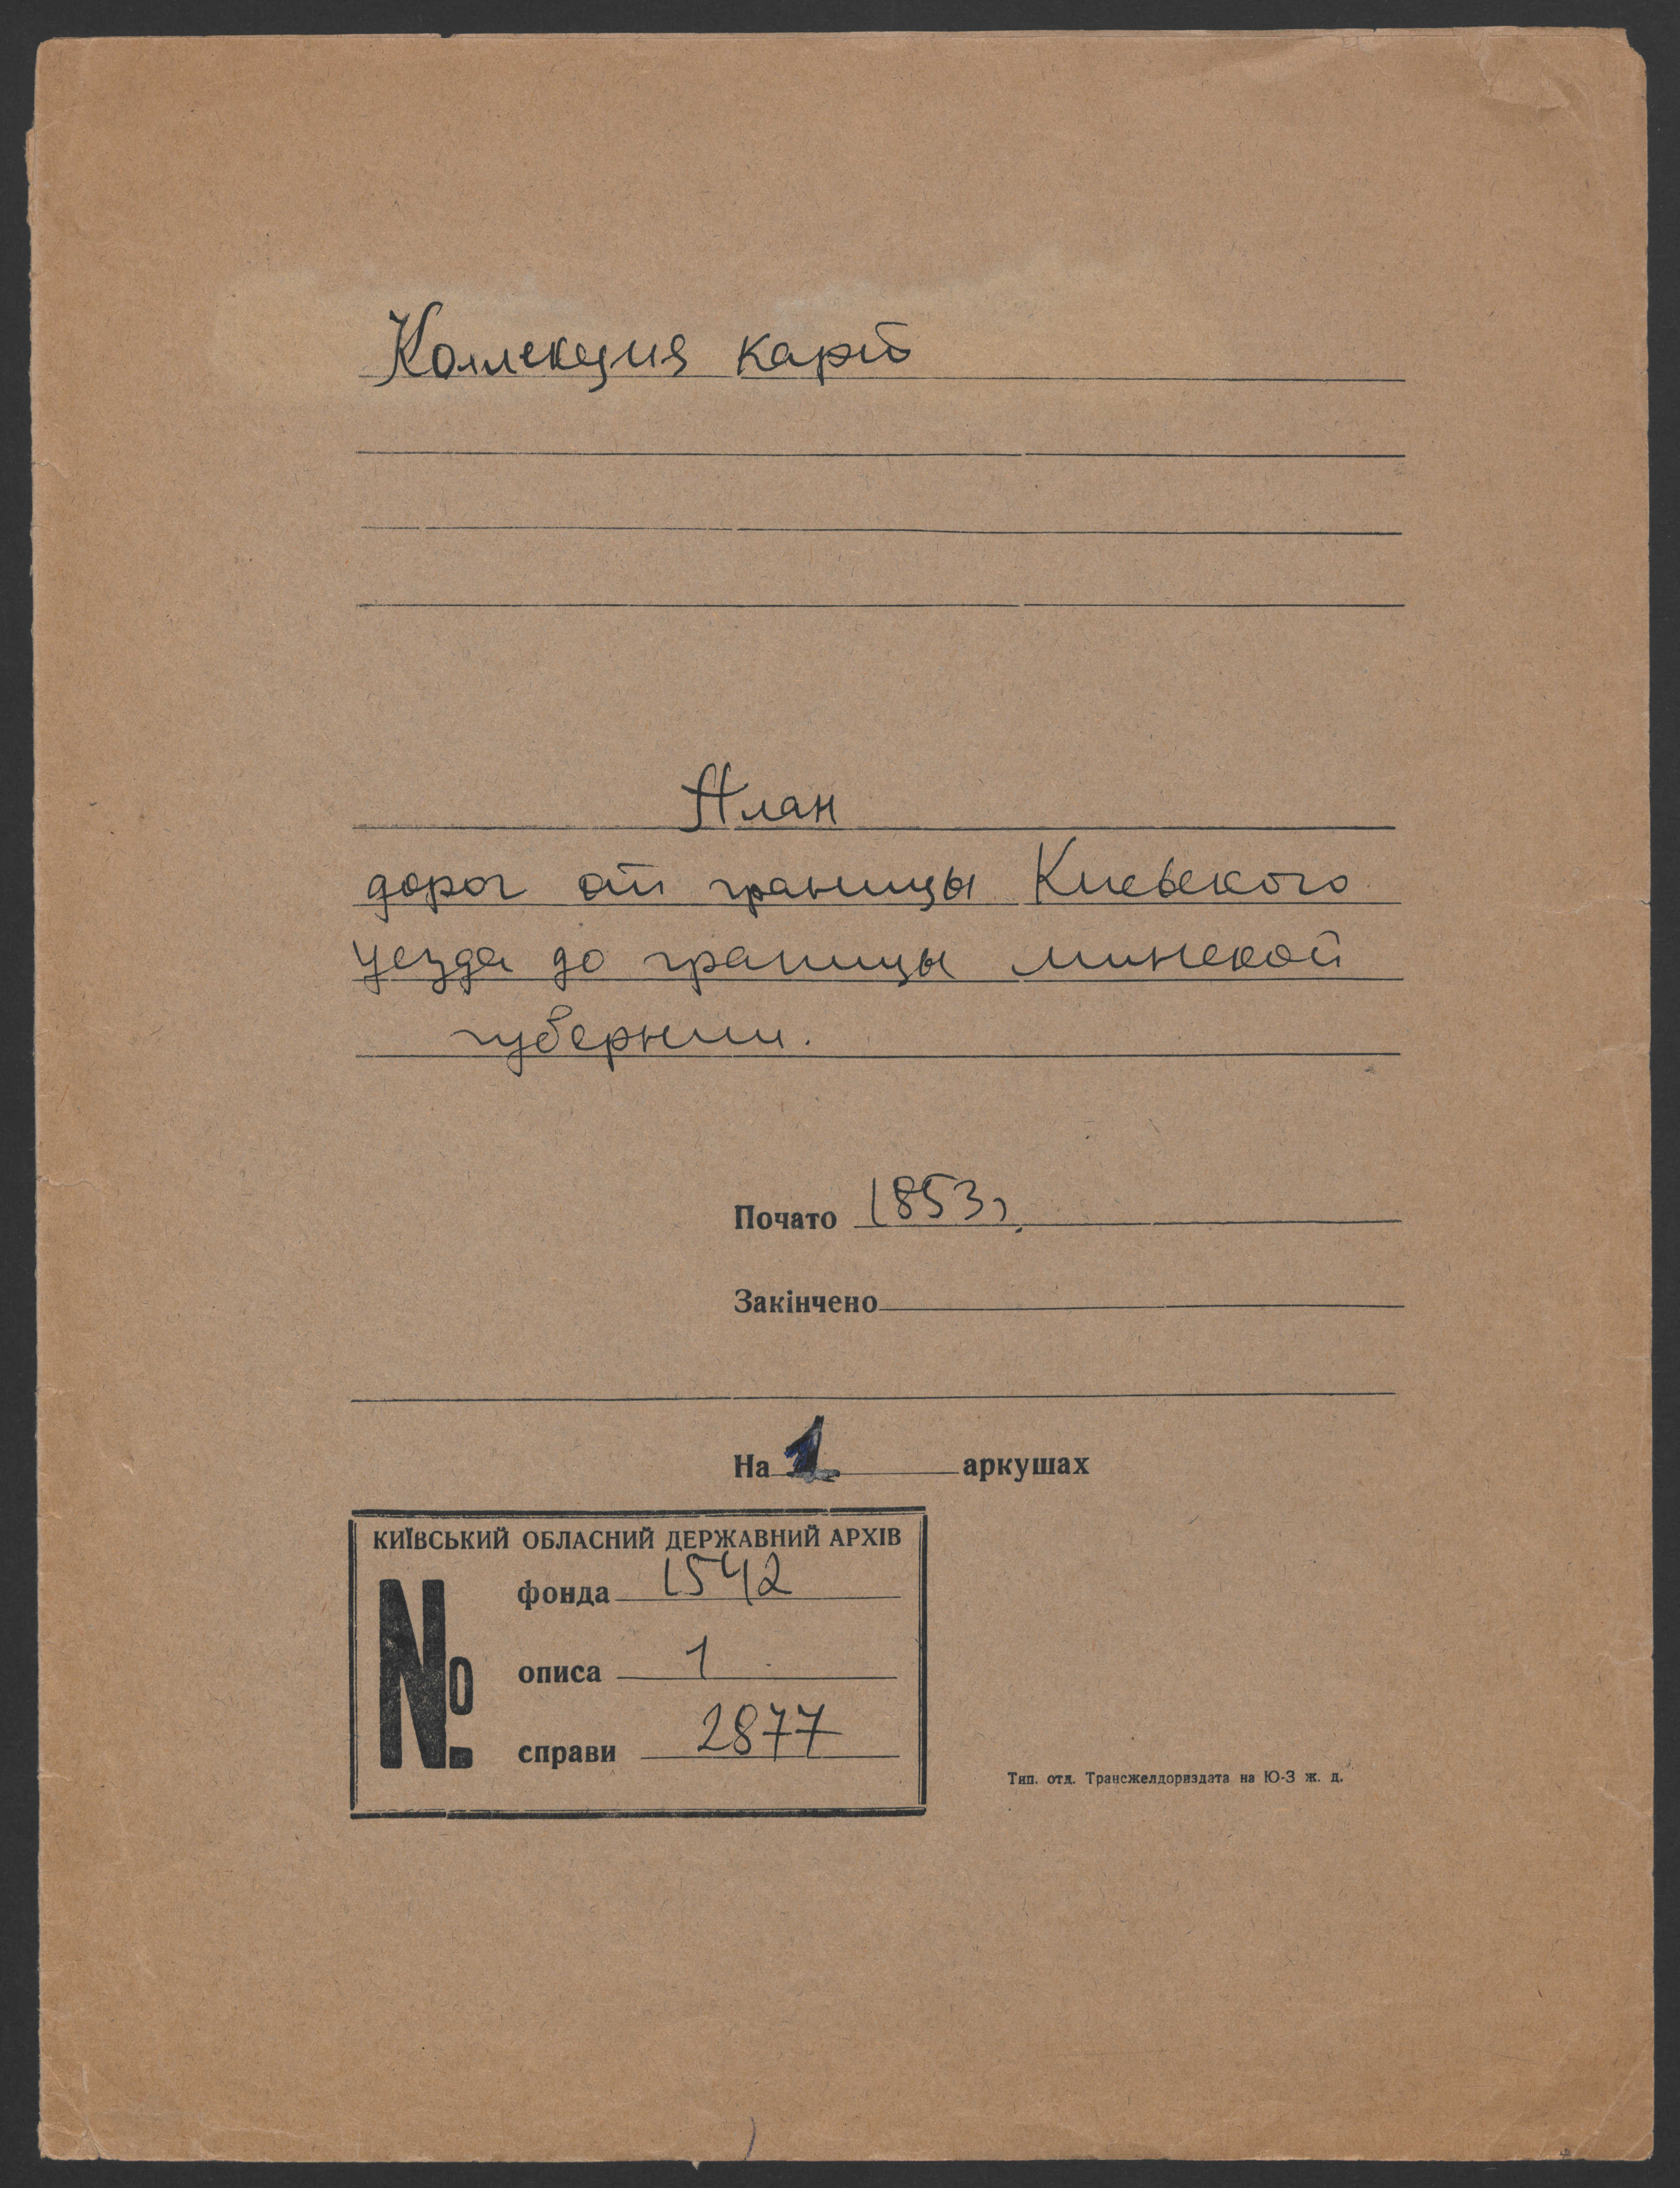 Коллекция карт
План
дорог от границы Киевского
уезда до границы минской
губернии.
Почато 1853 г.
Закінчено
На 1 аркушах
КИЇВСЬКИЙ ОБЛАСНИЙ ДЕРЖАВНИЙ АРХІВ
№
фонда 1542
описа 1
справи 2877
Тип. отд. Трансжелдориздата на Ю-З ж. д.